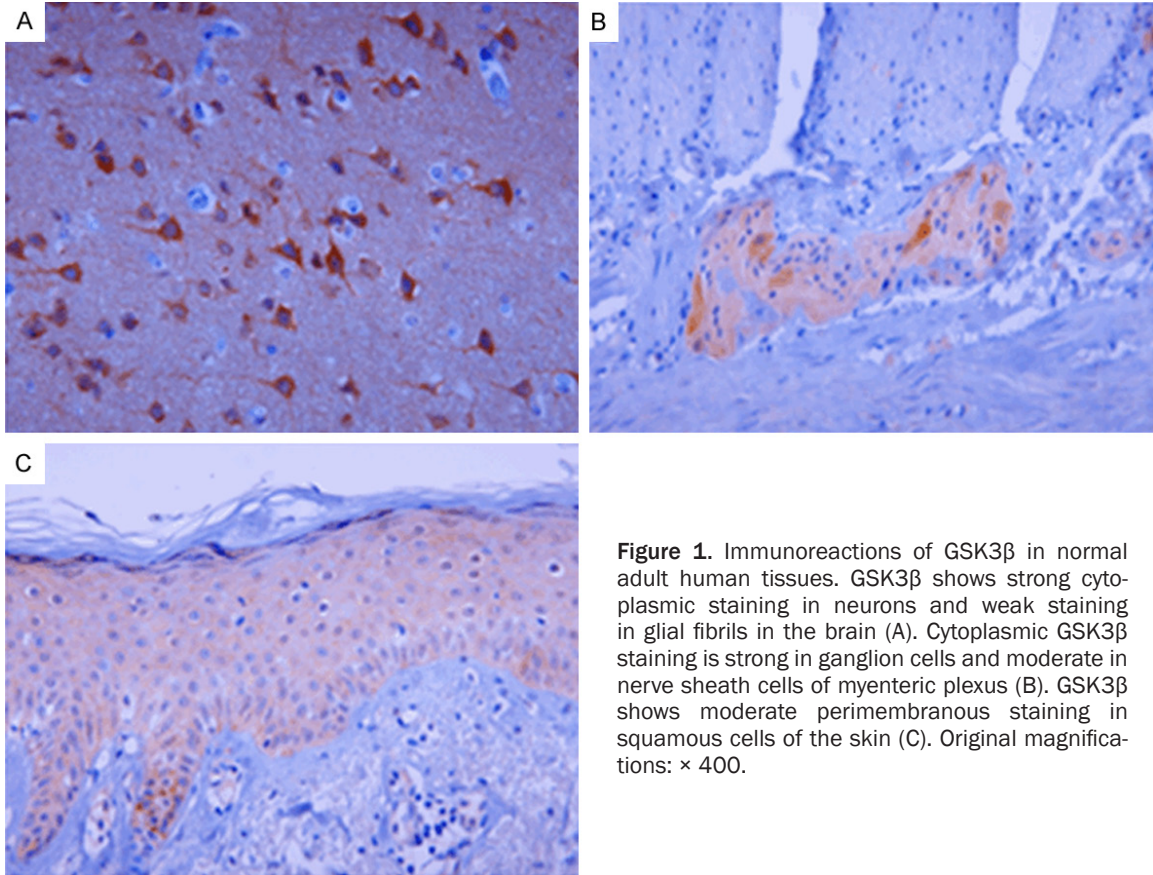 A
B
C
Figure 1. Immunoreactions of GSK3β in normal
adult human tissues. GSK3β shows strong cyto-
plasmic staining in neurons and weak staining
in glial fibrils in the brain (A). Cytoplasmic GSK3β
staining is strong in ganglion cells and moderate in
nerve sheath cells of myenteric plexus (B). GSK3β
shows moderate perimembranous staining in
squamous cells of the skin (C). Original magnifica-
tions: × 400.